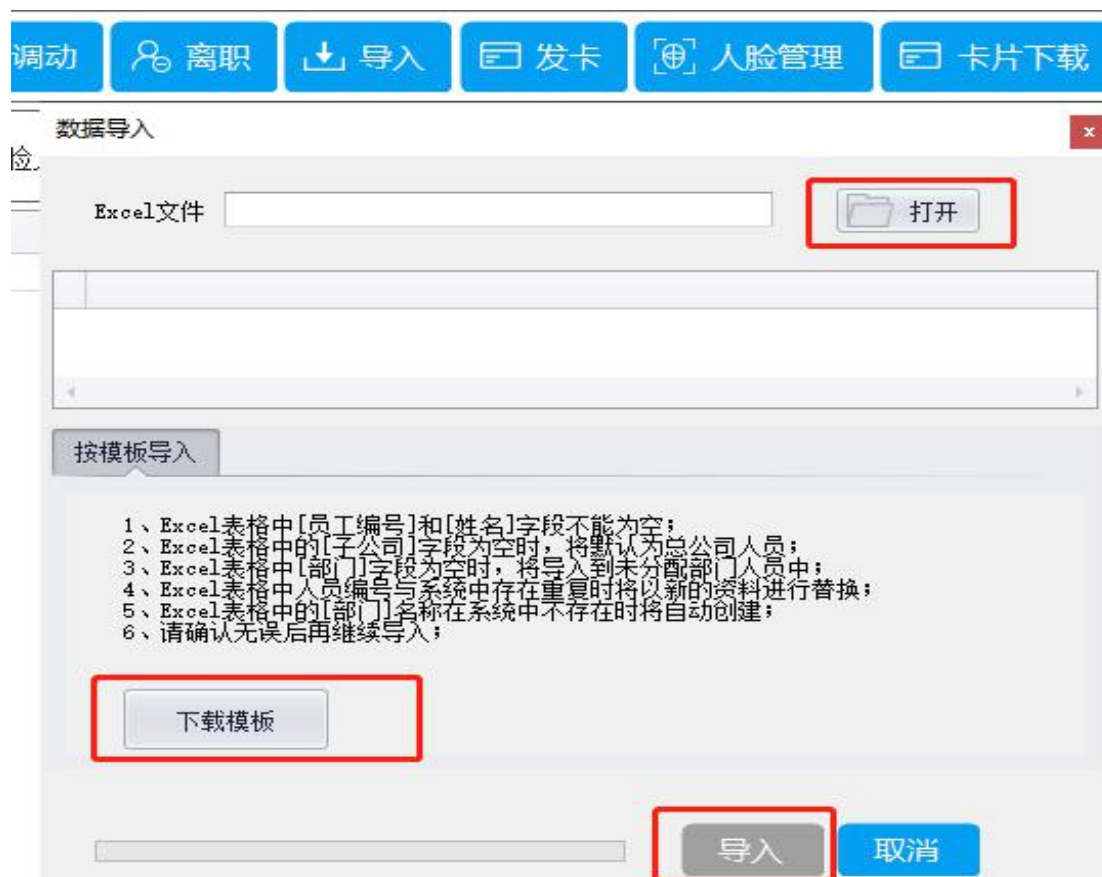 调动 离职 导入 发卡 人脸管理 卡片下载
数据导入 x
Excel文件 打开
按模板导入
1、Excel表格中[员工编号]和[姓名]字段不能为空;
2、Excel表格中的[子公司]字段为空时,将默认为总公司人员;
3、Excel表格中[部门]字段为空时,将导入到未分配部门人员中;
4、Excel表格中人员编号与系统中存在重复时将以新的资料进行替换;
5、Excel表格中的[部门]名称在系统中不存在时将自动创建;
6、请确认无误后再继续导入;
下载模板
导入 取消